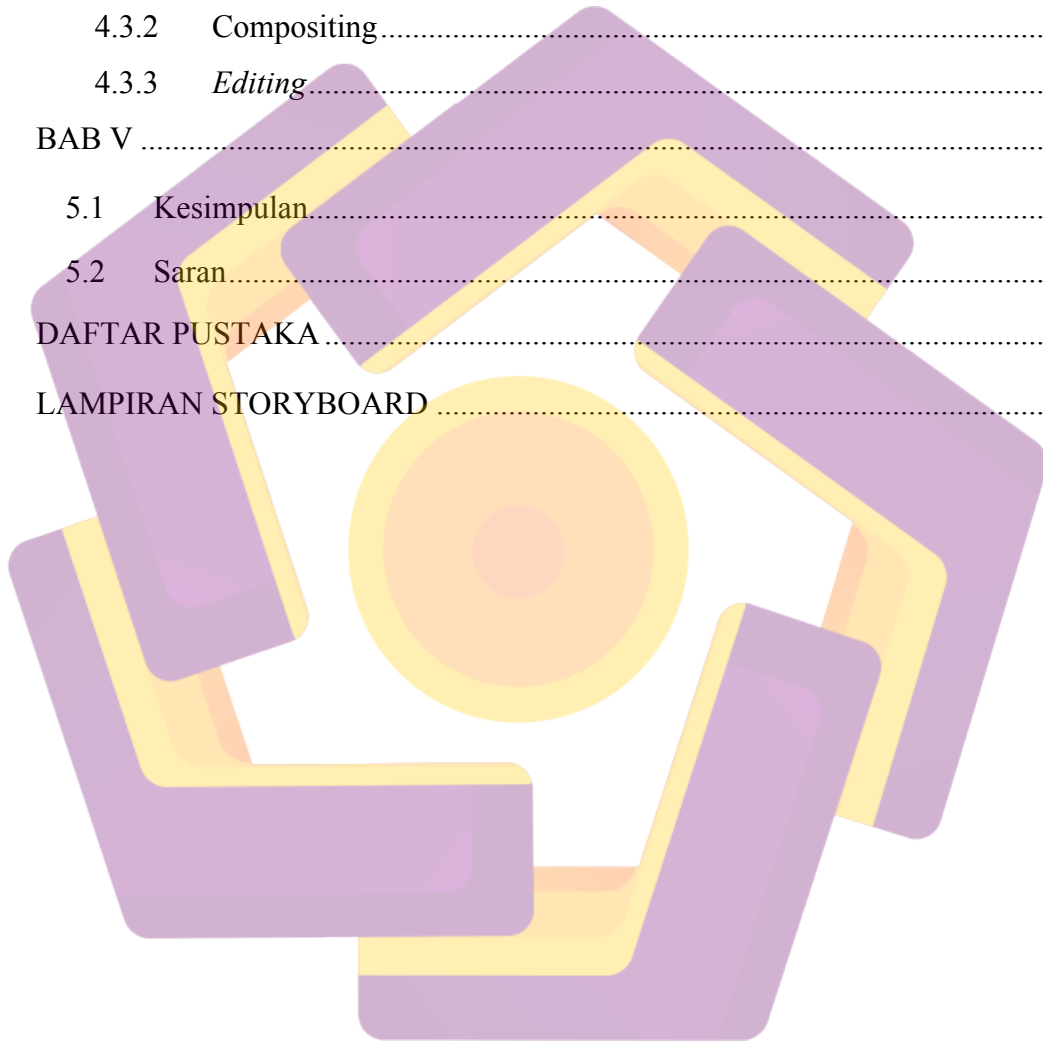 4.3.2 Compositing........................................................................
4.3.3 Editing........................................................................
BAB V ........................................................................
5.1 Kesimpulan........................................................................
5.2 Saran........................................................................
DAFTAR PUSTAKA ........................................................................
LAMPIRAN STORYBOARD ........................................................................